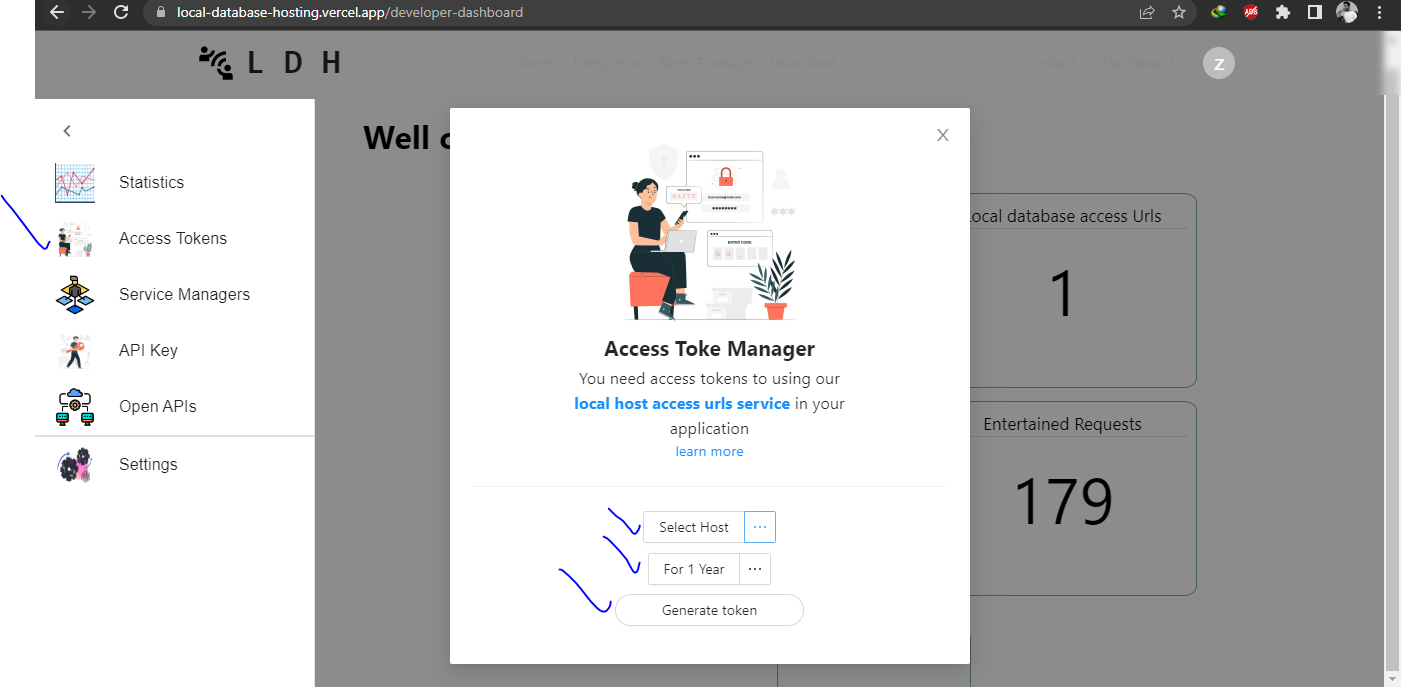 local-database-hosting.vercel.app/developer-dashboard
L D H
Home Integration Npm_Package Download Contact Dashboard
Z
Well
Statistics
Access Tokens
Service Managers
API Key
Open APIs
Settings
64370
ENTER CODE
6 4
Access Toke Manager
You need access tokens to using our
local host access urls service in your
application
learn more
Select Host
For 1 Year
Generate token
Local database access Urls
1
Entertained Requests
179